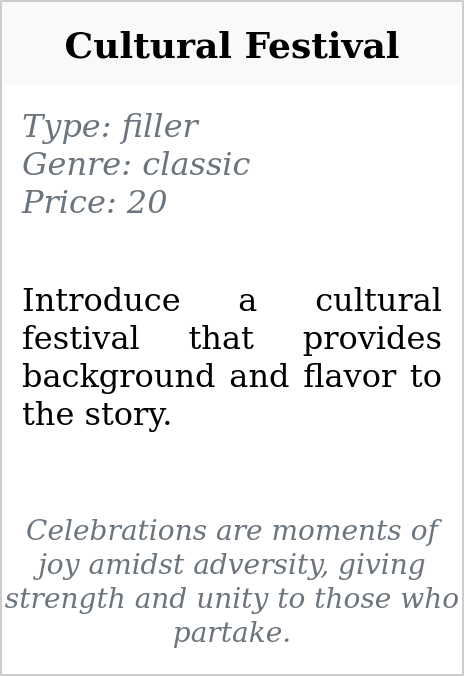 Cultural Festival
Type: filler
Genre: classic
Price: 20
Introduce a cultural
festival that provides
background and flavor to
the story.
Celebrations are moments of
joy amidst adversity, giving
strength and unity to those who
partake.